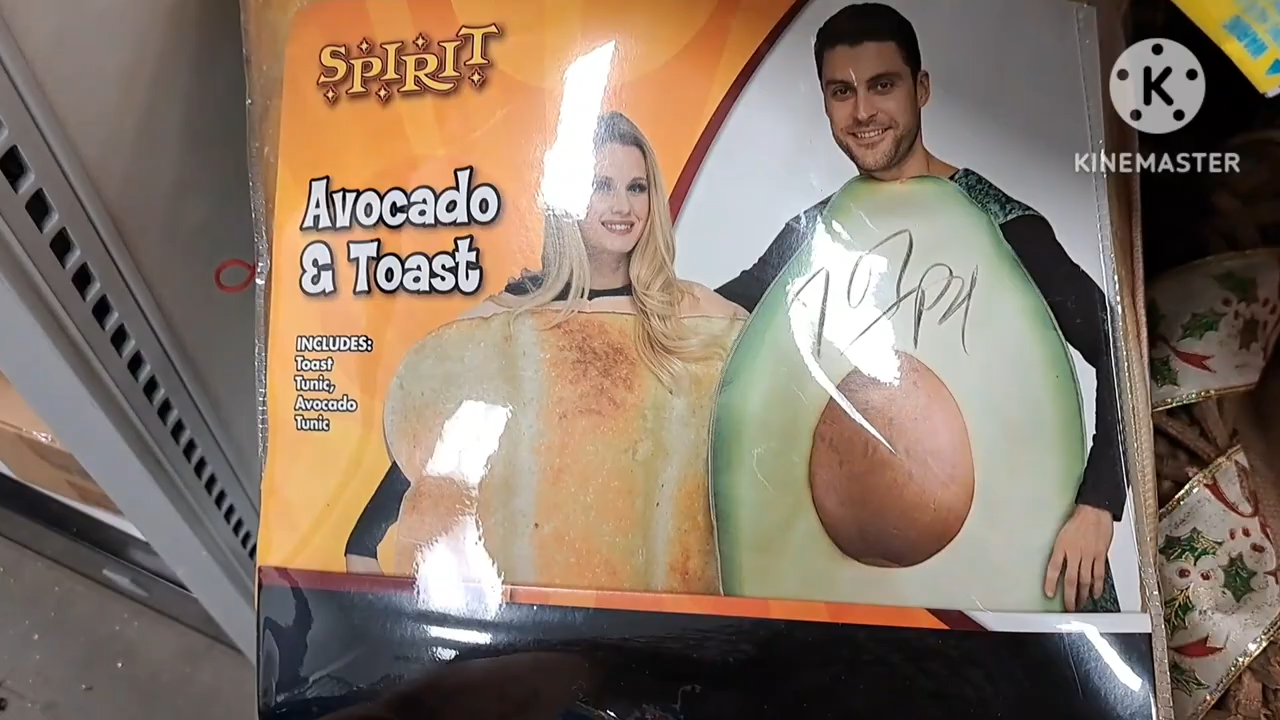 SPIRIT
Avocado
& Toast
INCLUDES:
Toast
Tunic,
Avocado
Tunic
K
KINEMASTER